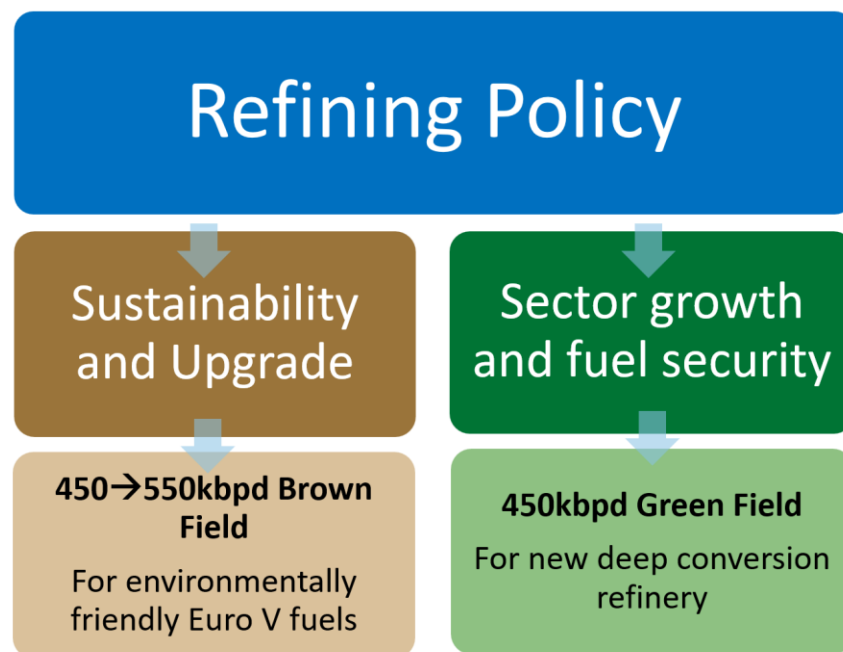 Refining Policy
Sustainability
and Upgrade
450→550kbpd Brown
Field
For environmentally
friendly Euro V fuels
Sector growth
and fuel security
450kbpd Green Field
For new deep conversion
refinery